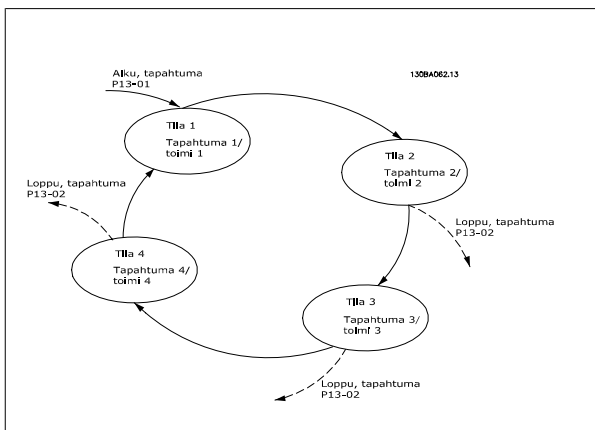 Alku, tapahtuma
P13-01
130BA062.13
Tila 1
Tapahtuma 1/
toimi 1
Tila 2
Tapahtuma 2/
toimi 2
Loppu, tapahtuma
P13-02
Loppu, tapahtuma
P13-02
Tila 4
Tapahtuma 4/
toimi 4
Tila 3
Tapahtuma 3/
toimi 3
Loppu, tapahtuma
P13-02